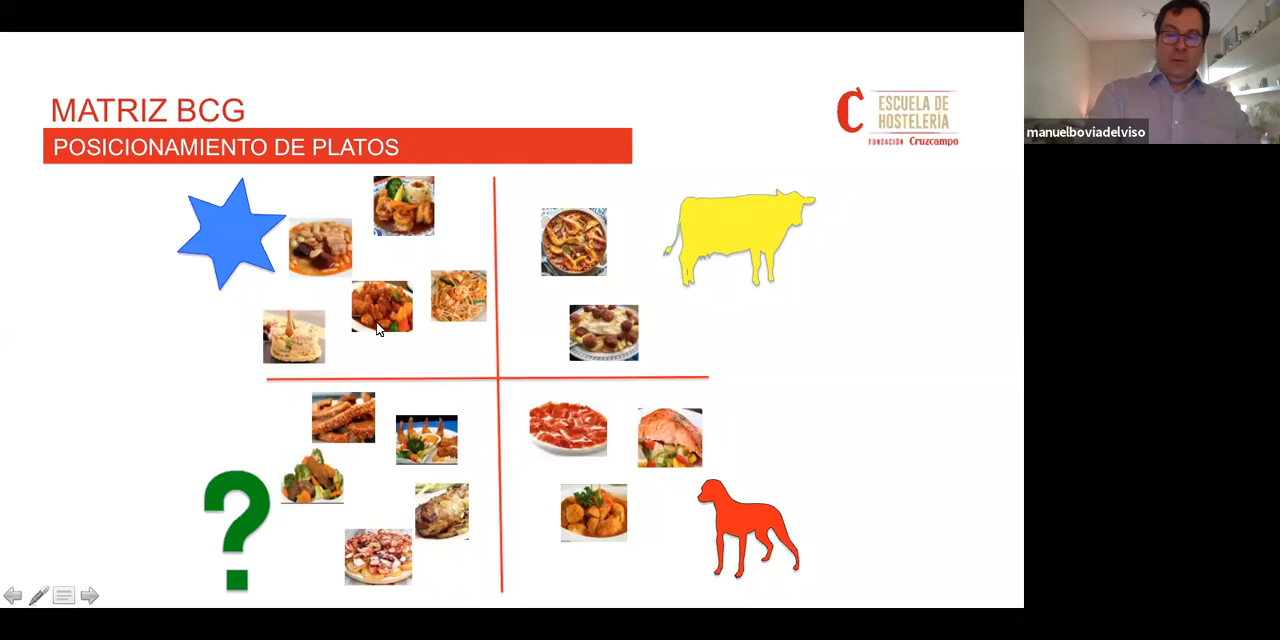 MATRIZ BCG
POSICIONAMIENTO DE PLATOS
C
ESCUELA DE
HOSTELERÍA
FUNDACIÓN Cruzcampo
manuelboviadelviso
?